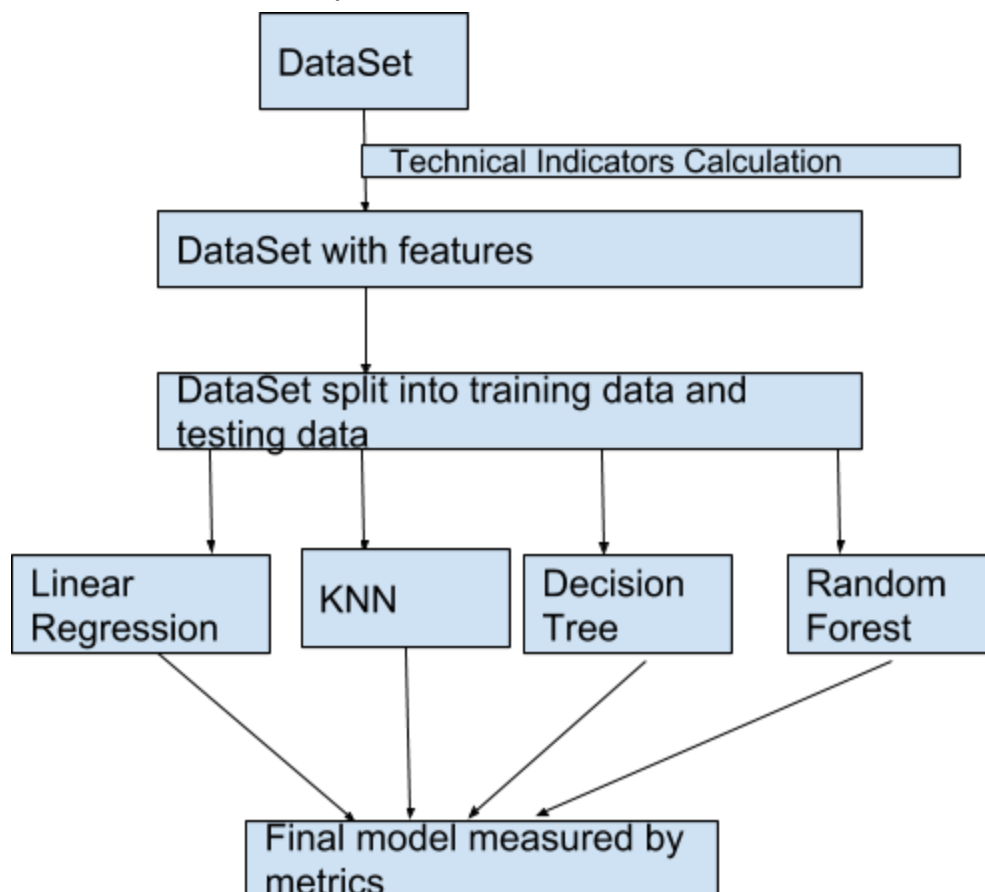 DataSet
Technical Indicators Calculation
DataSet with features
DataSet split into training data and
testing data
Linear
Regression
KNN
Decision
Tree
Random
Forest
Final model measured by
metrics